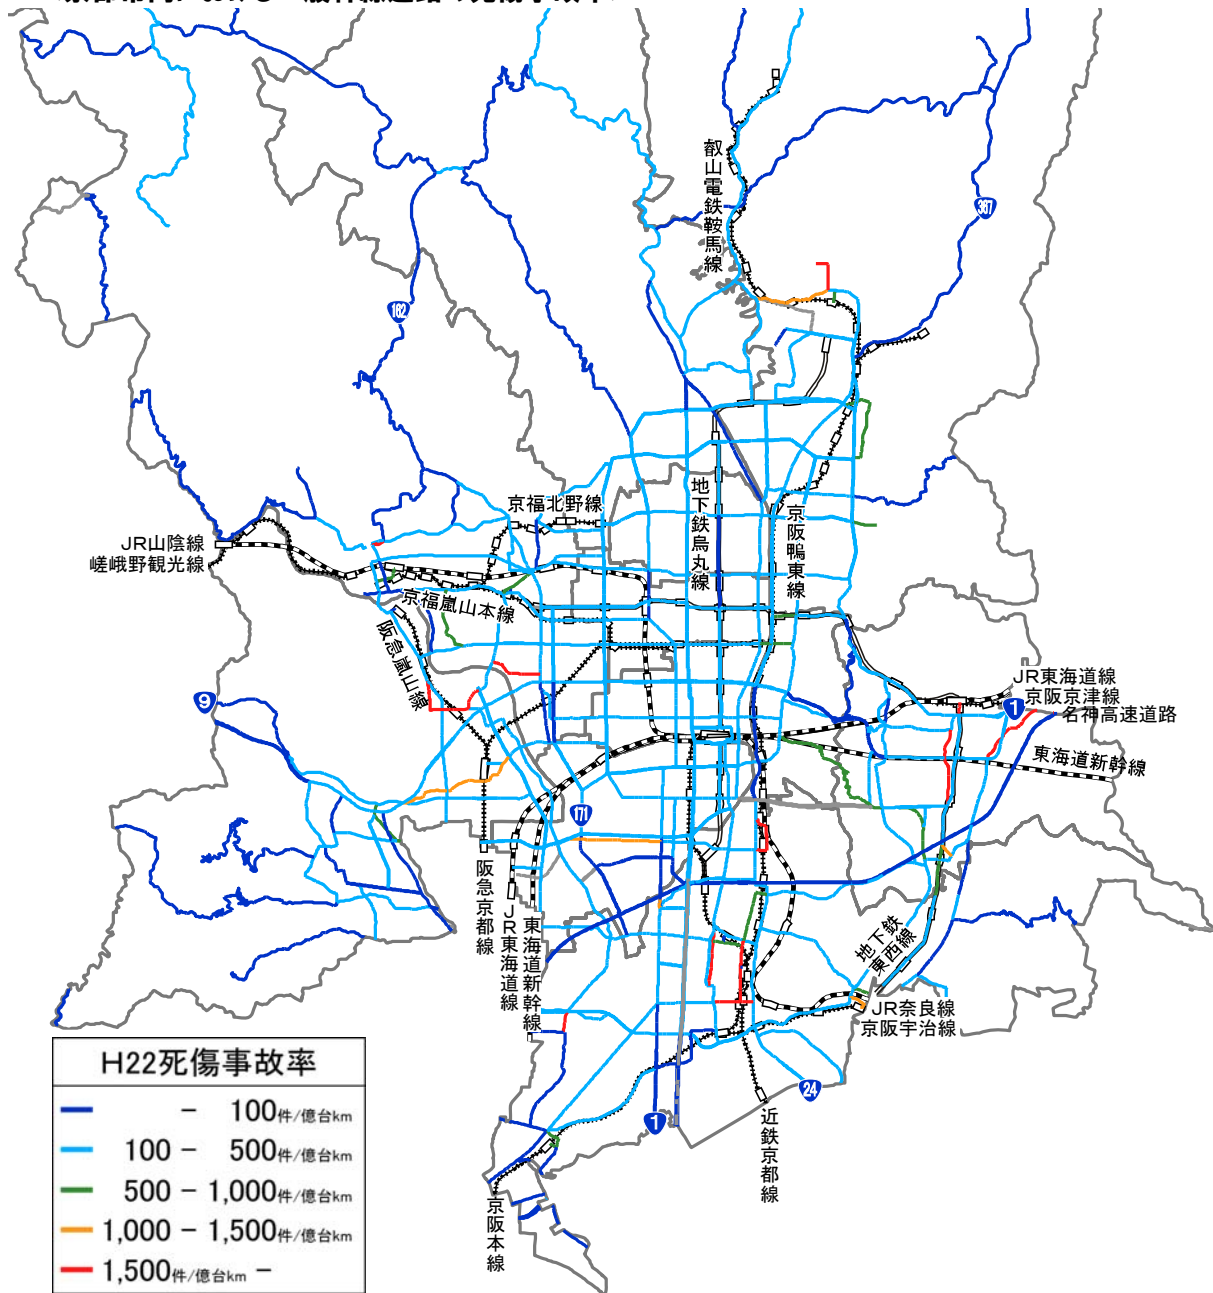 叡山電鉄鞍馬線
367
162
京福北野線
地下鉄烏丸線
京阪鴨東線
JR山陰線
嵯峨野観光線
京福嵐山本線
阪急嵐山線
9
JR東海道線
京阪京津線
1
名神高速道路
東海道新幹線
171
阪急京都線
JR東海道線
東海道新幹線
地下鉄
東西線
JR奈良線
京阪宇治線
24
1
近鉄京都線
京阪本線
H22死傷事故率
－ 100件/億台km
100 － 500件/億台km
500 － 1,000件/億台km
1,000 － 1,500件/億台km
1,500件/億台km －